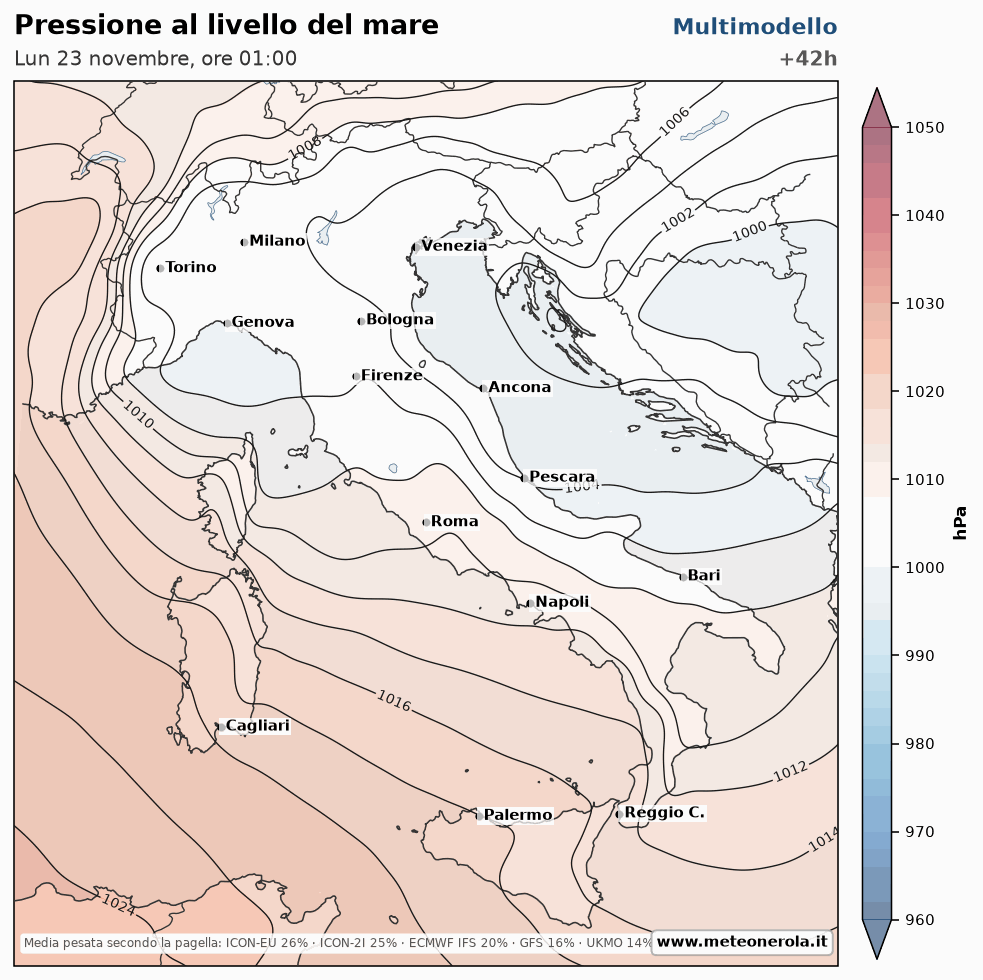 Pressione al livello del mare
Multimodello
Lun 23 novembre, ore 01:00
+42h
1050
1006
1008
1002
1000
1040
Milano
Venezia
Torino
1030
Genova
Bologna
Firenze
Ancona
1020
1010
Pescara
1004
1010
Roma
hPa
1000
Bari
Napoli
990
1016
Cagliari
980
1012
Palermo
Reggio C.
970
1014
1024
960
Media pesata secondo la pagella: ICON-EU 26% · ICON-2I 25% · ECMWF IFS 20% · GFS 16% · UKMO 14%
www.meteonerola.it